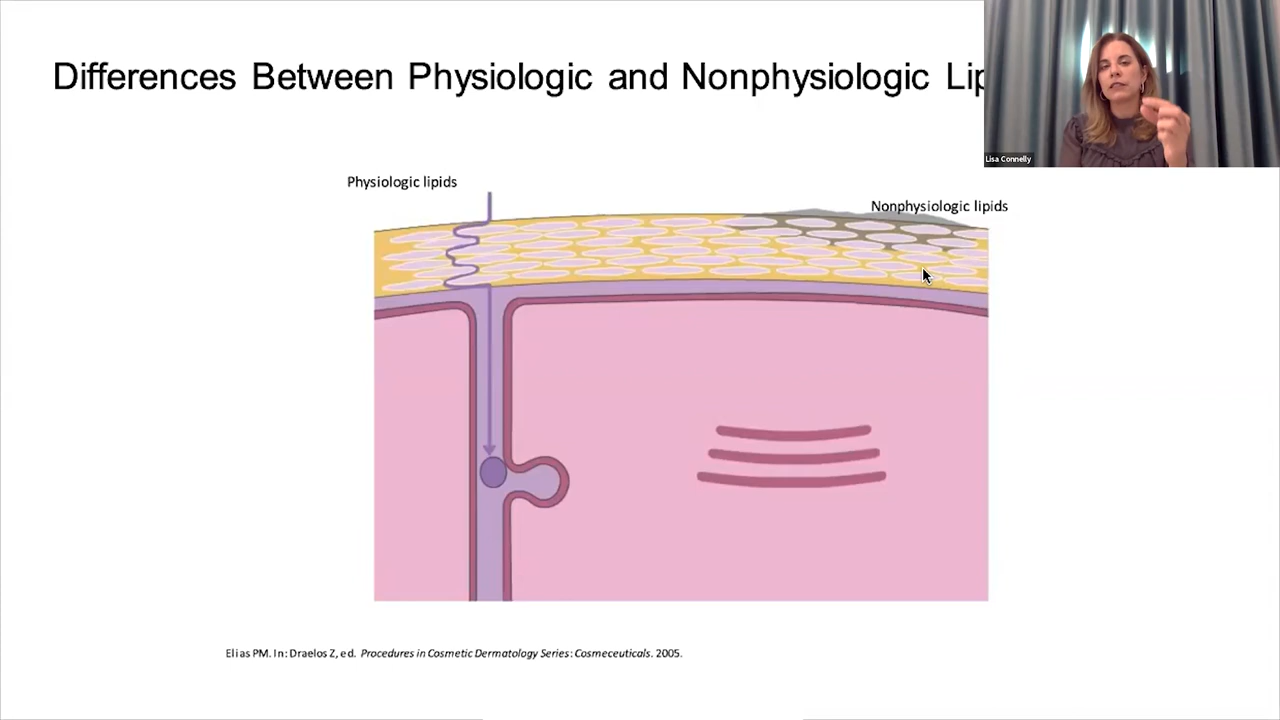 Differences Between Physiologic and Nonphysiologic Lip
Lisa Connelly
Physiologic lipids
Nonphysiologic lipids
Elias PM. In: Draelos Z, ed. Procedures in Cosmetic Dermatology Series: Cosmeceuticals. 2005.